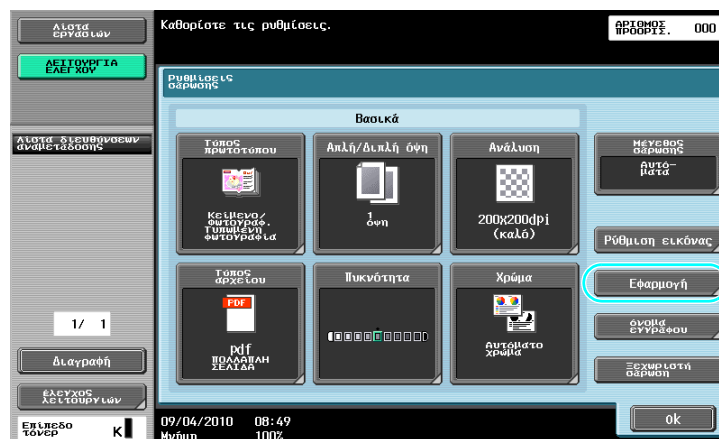 Λίστα
εργασιών
Καθορίστε τις ρυθμίσεις.
ΑΡΙΘΜΟΣ
ΠΡΟΟΡΙΣ.
000
ΛΕΙΤΟΥΡΓΙΑ
ΕΛΕΓΧΟΥ
Ρυθμίσεις
σάρωσης
Βασικά
Λίστα διευθύνσεων
αναμετάδοσης
Τύπος
πρωτοτύπου
Κείμενο/
Φωτογραφ.
Τυπωμένη
φωτογραφία
Απλή/Διπλή όψη
1
όψη
Ανάλυση
200x200dpi
(καλό)
Μέγεθος
σάρωσης
Αυτό-
ματα
Ρύθμιση εικόνας
Τύπος
αρχείου
PDF
pdf
ΠΟΛΛΑΠΛΗ
ΣΕΛΙΔΑ
Πυκνότητα
Χρώμα
Αυτόματο
χρώμα
Εφαρμογή
όνομα
εγγράφου
Ξεχωριστή
σάρωση
1/ 1
Διαγραφή
έλεγχος
λειτουργιών
Επίπεδο
τόνερ
K
09/04/2010 08:49
Μνήμη 100%
ok